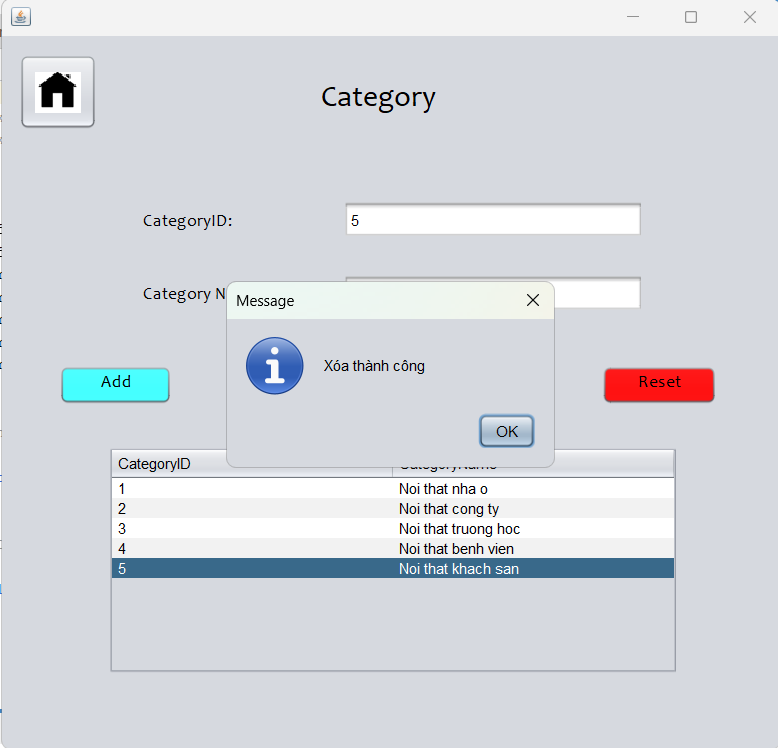 Category
CategoryID:
5
Category N
Message
Xóa thành công
OK
Add
Reset
CategoryID
CategoryName
1 Noi that nha o
2 Noi that cong ty
3 Noi that truong hoc
4 Noi that benh vien
5 Noi that khach san